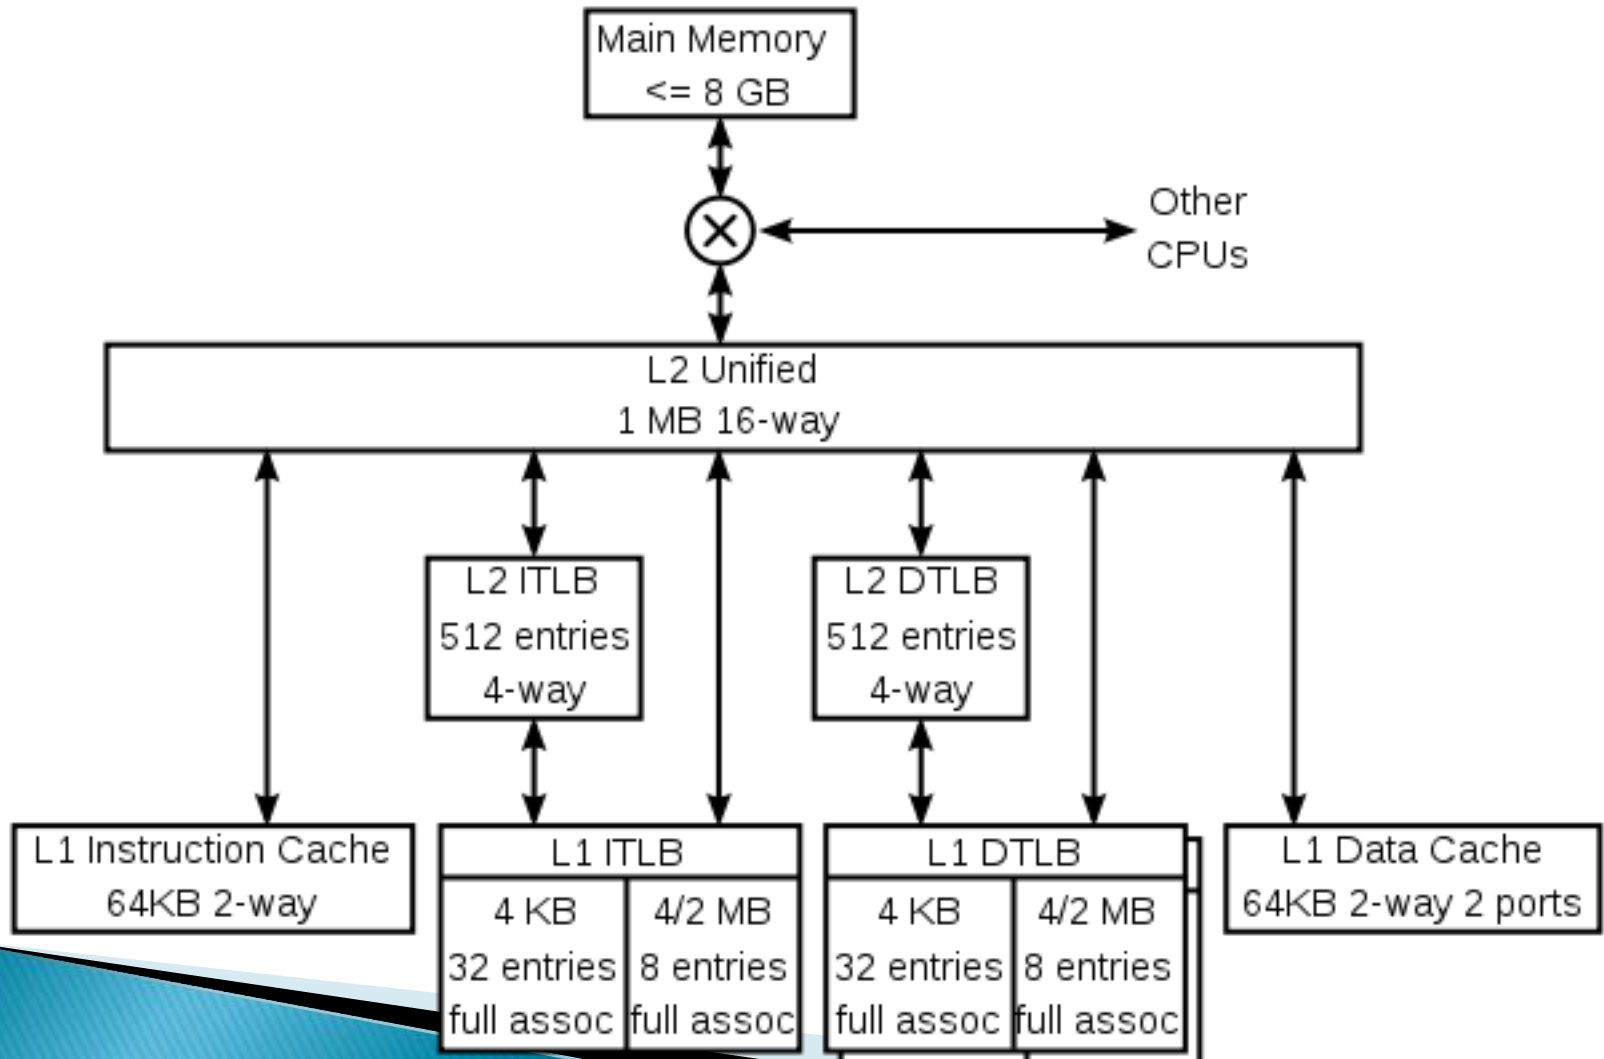 Main Memory
<= 8 GB
Other
CPUs
L2 Unified
1 MB 16-way
L2 ITLB
512 entries
4-way
L2 DTLB
512 entries
4-way
L1 Instruction Cache
64KB 2-way
L1 ITLB
4 KB
32 entries
full assoc
4/2 MB
8 entries
full assoc
L1 DTLB
4 KB
32 entries
full assoc
4/2 MB
8 entries
full assoc
L1 Data Cache
64KB 2-way 2 ports